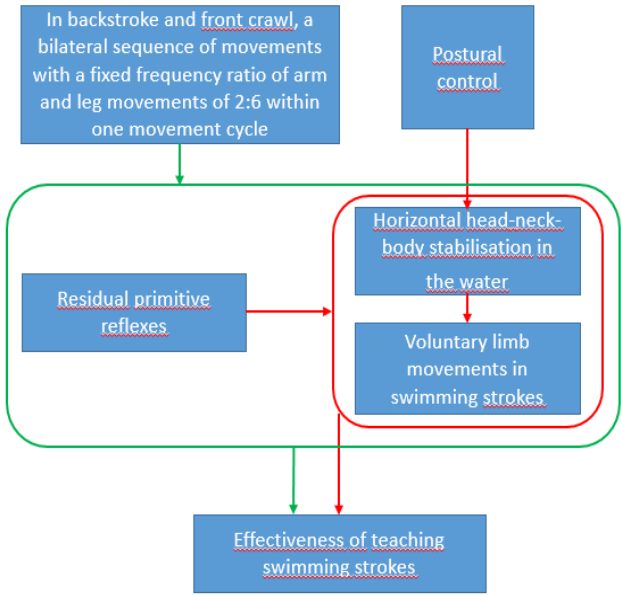 In backstroke and front crawl, a
bilateral sequence of movements
with a fixed frequency ratio of arm
and leg movements of 2:6 within
one movement cycle
Postural
control
Horizontal head-neck-
body stabilisation in
the water
Residual primitive
reflexes
Voluntary limb
movements in
swimming strokes
Effectiveness of teaching
swimming strokes